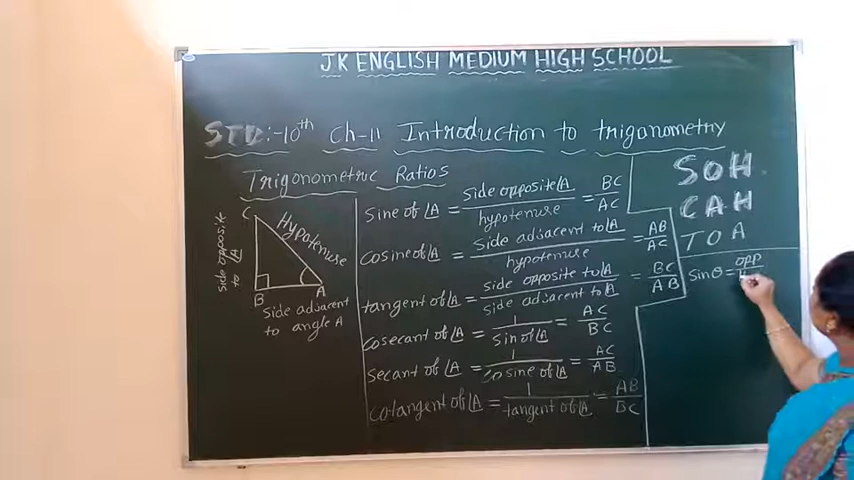 JK ENGLISH MEDIUM HIGH SCHOOL
STD:-10th Ch-11 Introduction to trigonometry
Trigonometric Ratios
C
Hypotenuse
side opposite to ∠A
B
A
Side adjacent
to angle A
Sine of ∠A = Side opposite ∠A / hypotenuse = BC / AC
cosine of ∠A = Side adjacent to ∠A / hypotenuse = AB / AC
tangent of ∠A = Side opposite to ∠A / side adjacent to ∠A = BC / AB
Cosecant of ∠A = 1 / Sin of ∠A = AC / BC
Secant of ∠A = 1 / cosine of ∠A = AC / AB
cotangent of ∠A = 1 / tangent of ∠A = AB / BC
SOH
CAH
TOA
Sin θ = opp